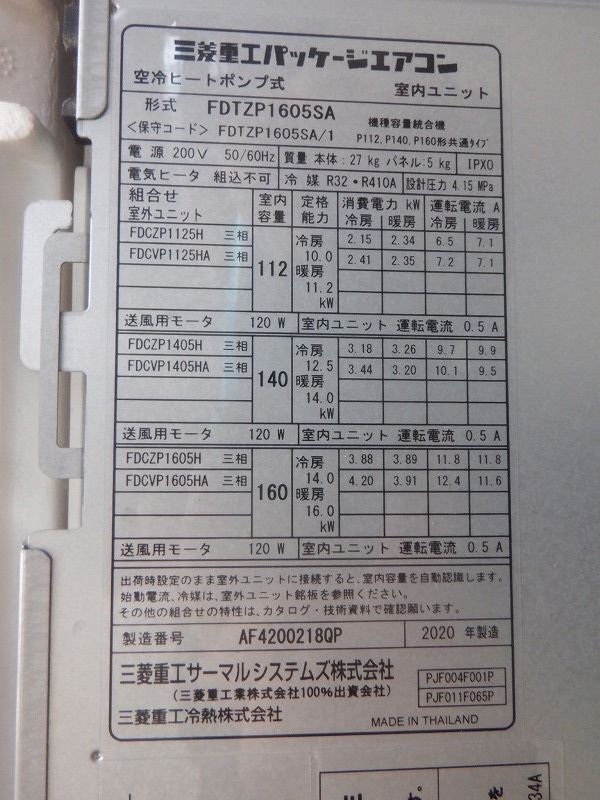 三菱重工パッケージエアコン
空冷ヒートポンプ式 室内ユニット
形式 FDTZP1605SA 機種容量統合機
<保守コード> FDTZP1605SA/1 P112, P140, P160形共通タイプ
電源 200V 50/60Hz 質量 本体:27kg パネル:5kg IPX0
電気ヒータ 組込不可 冷媒 R32・R410A 設計圧力 4.15 MPa
組合せ 室内 定格 消費電力 kW 運転電流 A
室外ユニット 容量 能力 冷房 暖房 冷房 暖房
FDCZP1125H 三相 112 冷房 2.15 2.34 6.5 7.1
FDCVP1125HA 三相 10.0 2.41 2.35 7.2 7.1
暖房
11.2
kW
送風用モータ 120 W 室内ユニット 運転電流 0.5 A
FDCZP1405H 三相 140 冷房 3.18 3.26 9.7 9.9
FDCVP1405HA 三相 12.5 3.44 3.20 10.1 9.5
暖房
14.0
kW
送風用モータ 120 W 室内ユニット 運転電流 0.5 A
FDCZP1605H 三相 160 冷房 3.88 3.89 11.8 11.8
FDCVP1605HA 三相 14.0 4.20 3.91 12.4 11.6
暖房
16.0
kW
送風用モータ 120 W 室内ユニット 運転電流 0.5 A
出荷時設定のまま室外ユニットに接続すると、室内容量を自動認識します。
始動電流、冷媒は、室外ユニット銘板を参照ください。
その他の組合せの特性は、カタログ・技術資料で確認願います。
製造番号 AF4200218QP 2020 年製造
三菱重工サーマルシステムズ株式会社 PJF004F001P
(三菱重工業株式会社100%出資会社) PJF011F065P
三菱重工冷熱株式会社 MADE IN THAILAND
す。
を
34A